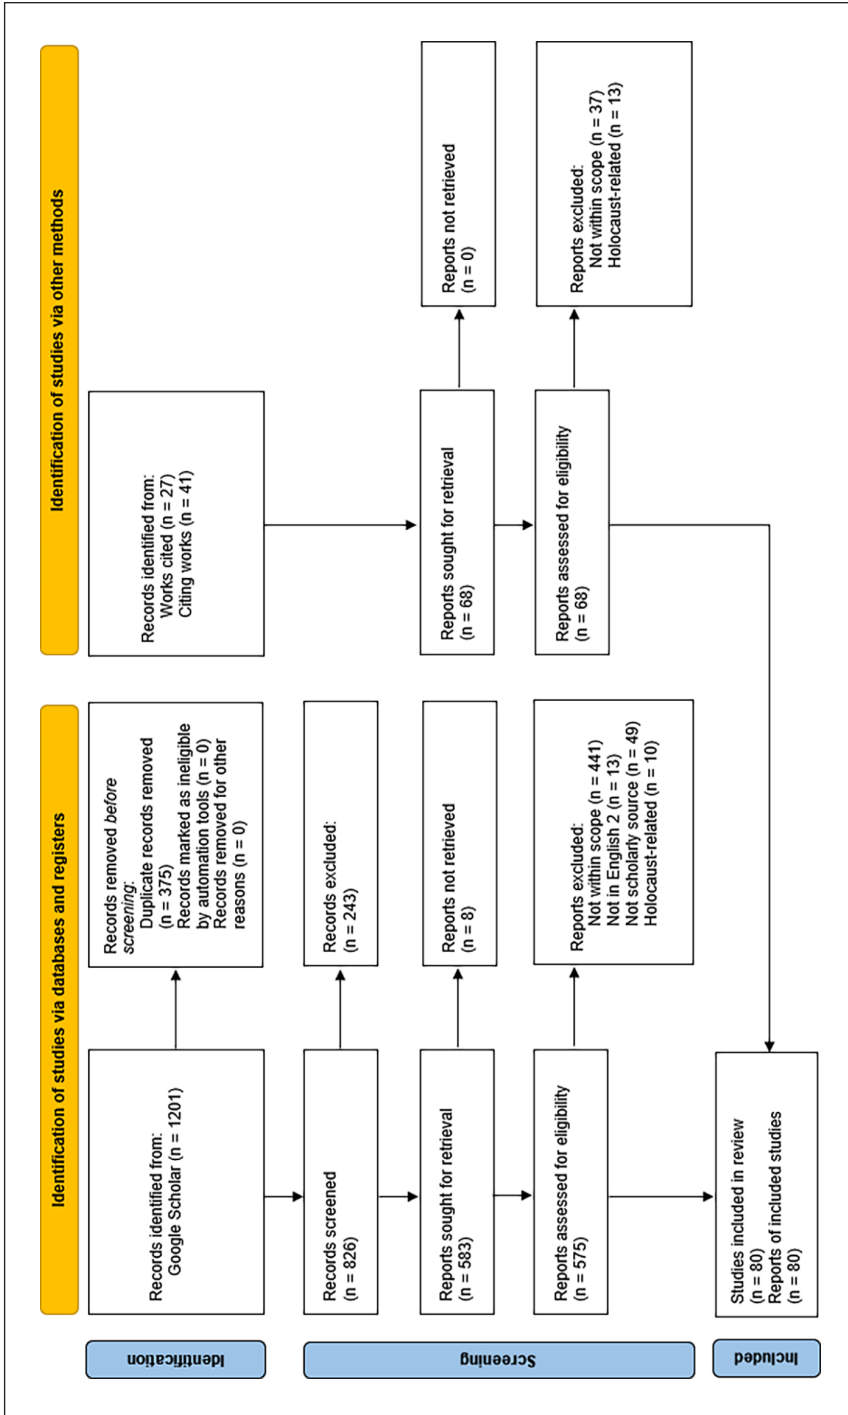 Identification of studies via databases and registers
Identification of studies via other methods
Identification
Records identified from:
Google Scholar (n = 1201)
Records removed before
screening:
Duplicate records removed
(n = 375)
Records marked as ineligible
by automation tools (n = 0)
Records removed for other
reasons (n = 0)
Records identified from:
Works cited (n = 27)
Citing works (n = 41)
Screening
Records screened
(n = 826)
Records excluded:
(n = 243)
Reports sought for retrieval
(n = 583)
Reports not retrieved
(n = 8)
Reports sought for retrieval
(n = 68)
Reports not retrieved
(n = 0)
Reports assessed for eligibility
(n = 575)
Reports excluded:
Not within scope (n = 441)
Not in English 2 (n = 13)
Not scholarly source (n = 49)
Holocaust-related (n = 10)
Reports assessed for eligibility
(n = 68)
Reports excluded:
Not within scope (n = 37)
Holocaust-related (n = 13)
Included
Studies included in review
(n = 80)
Reports of included studies
(n = 80)